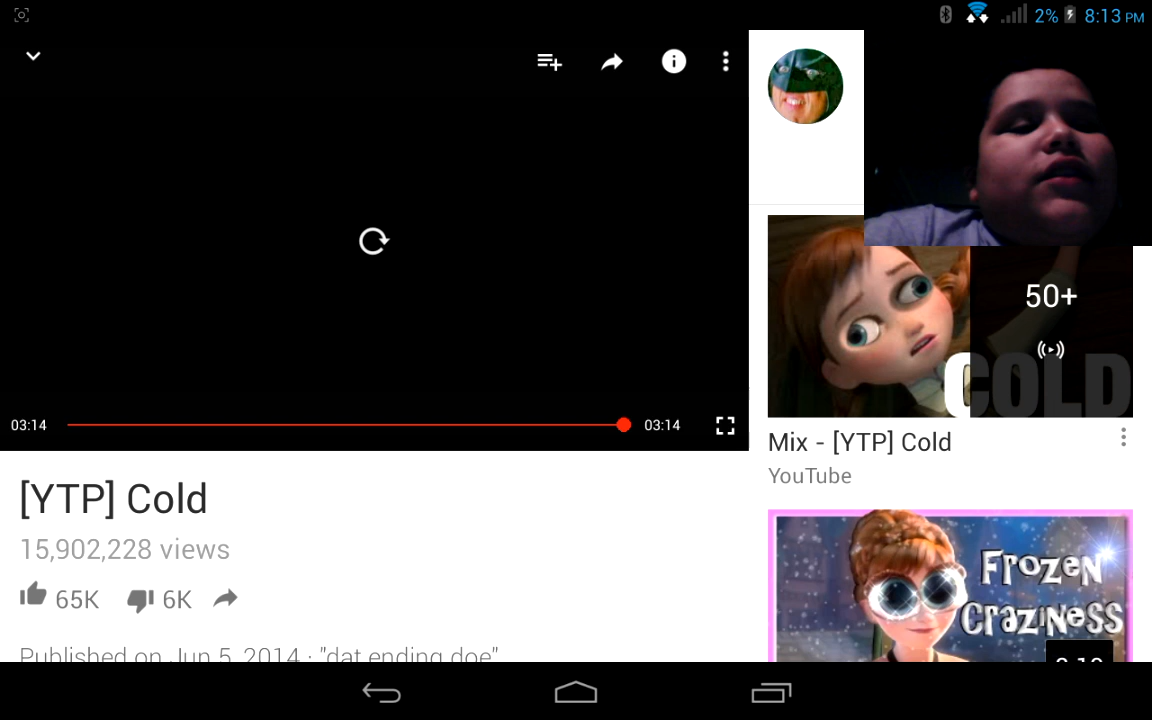 2% 8:13 PM
03:14 03:14
[YTP] Cold
15,902,228 views
65K 6K
Published on Jun 5, 2014 · "dat ending doe"
50+
COLD
Mix - [YTP] Cold
YouTube
FROZEN
CRAZINESS